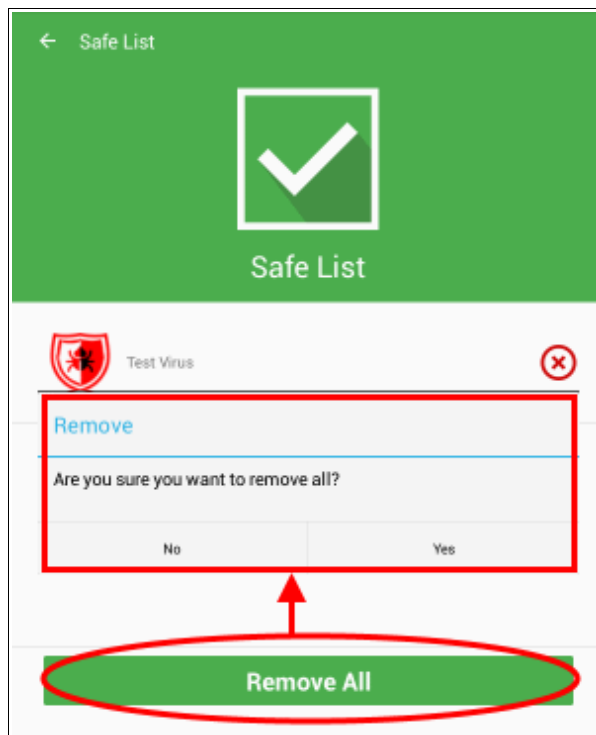 Safe List
Safe List
Test Virus
Remove
Are you sure you want to remove all?
No Yes
Remove All